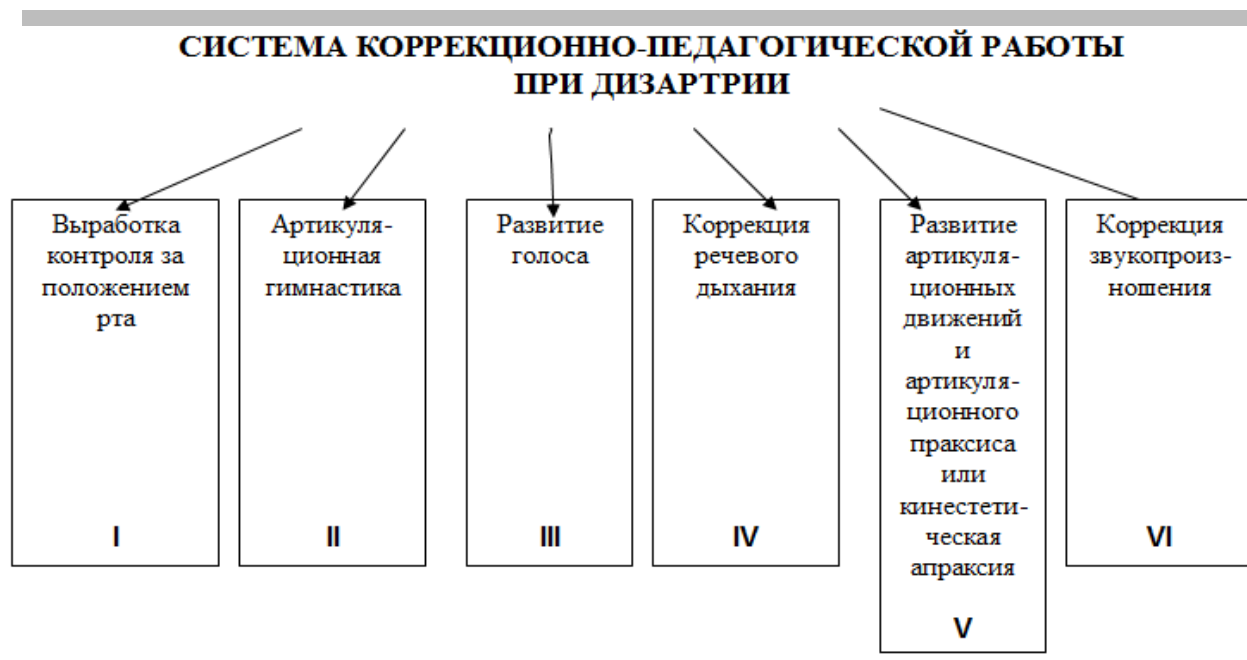 СИСТЕМА КОРРЕКЦИОННО-ПЕДАГОГИЧЕСКОЙ РАБОТЫ
ПРИ ДИЗАРТРИИ
Выработка
контроля за
положением
рта
I
Артикуля-
ционная
гимнастика
II
Развитие
голоса
III
Коррекция
речевого
дыхания
IV
Развитие
артикуля-
ционных
движений
и
артикуля-
ционного
праксиса
или
кинестети-
ческая
апраксия
V
Коррекция
звукопроиз-
ношения
VI